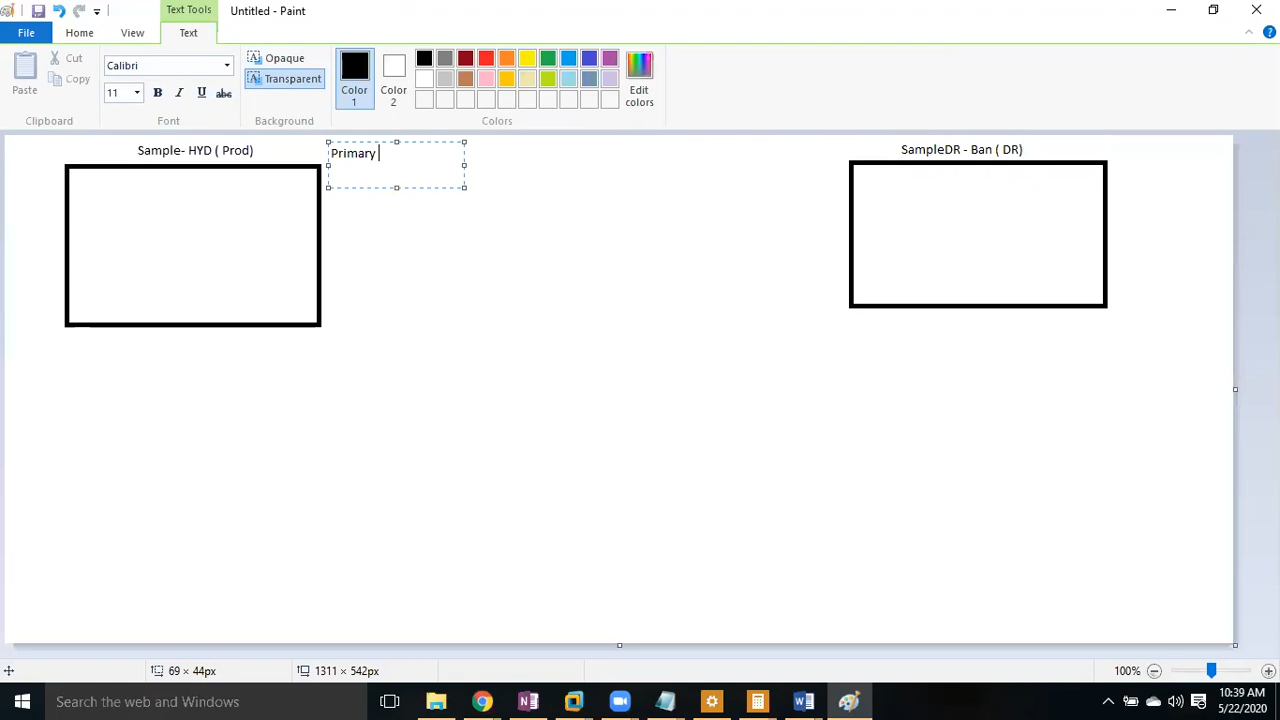 Text Tools
Untitled - Paint
File
Home
View
Text
Paste
Cut
Copy
Clipboard
Calibri
11
B
I
U
abc
Font
A Opaque
A Transparent
Background
Color
1
Color
2
Edit
colors
Colors
Sample- HYD ( Prod)
Primary
SampleDR - Ban ( DR)
69 × 44px
1311 × 542px
100%
Search the web and Windows
10:39 AM
5/22/2020